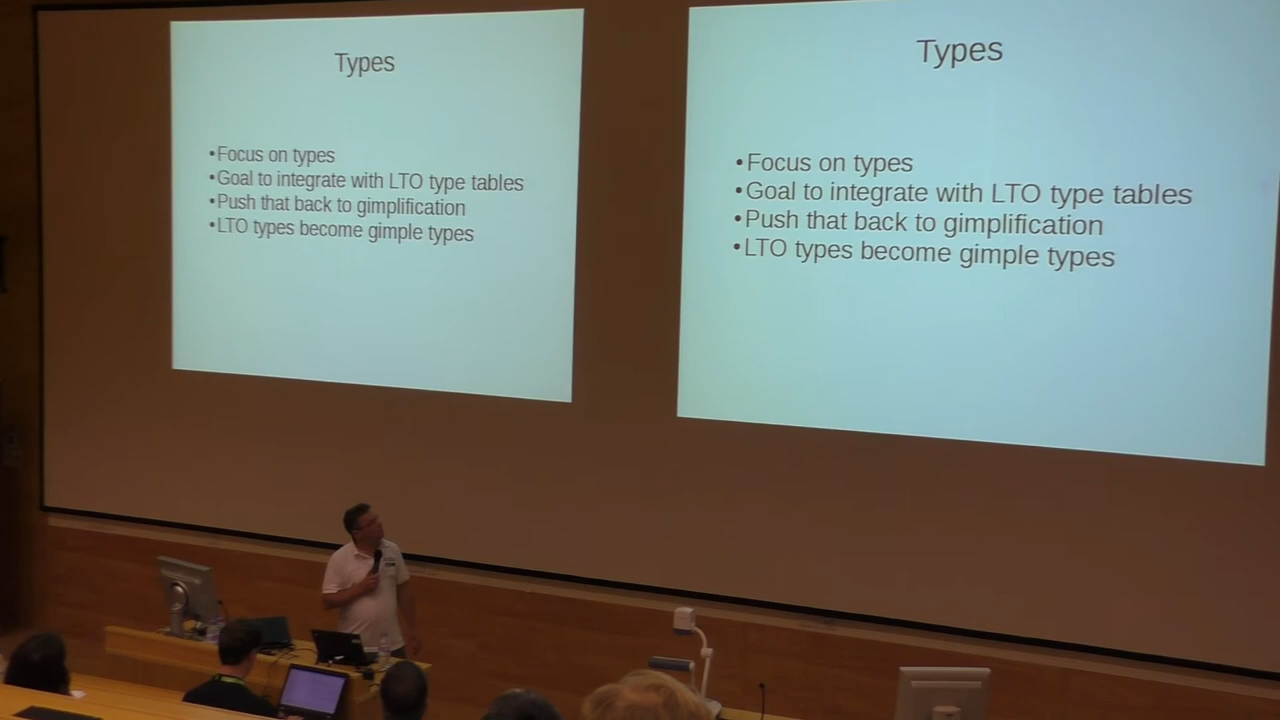 Types
•Focus on types
•Goal to integrate with LTO type tables
•Push that back to gimplification
•LTO types become gimple types
Types
•Focus on types
•Goal to integrate with LTO type tables
•Push that back to gimplification
•LTO types become gimple types